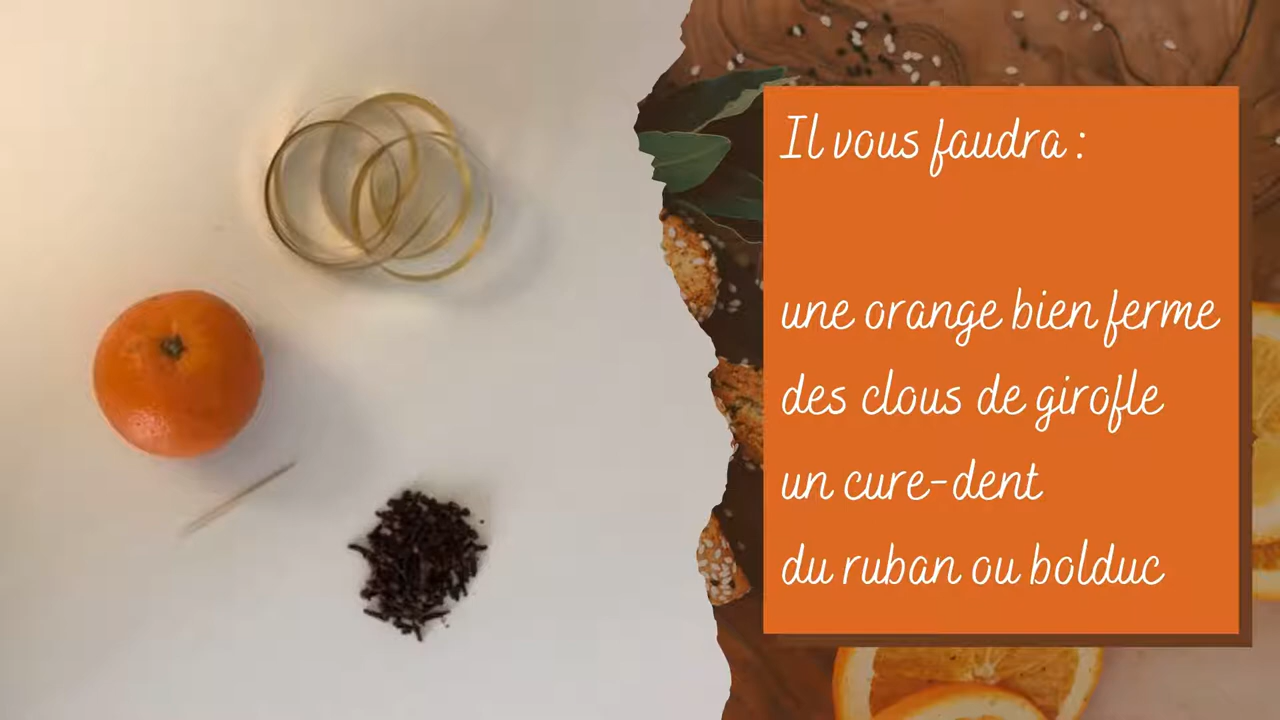 Il vous faudra :
une orange bien ferme
des clous de girofle
un cure-dent
du ruban ou bolduc